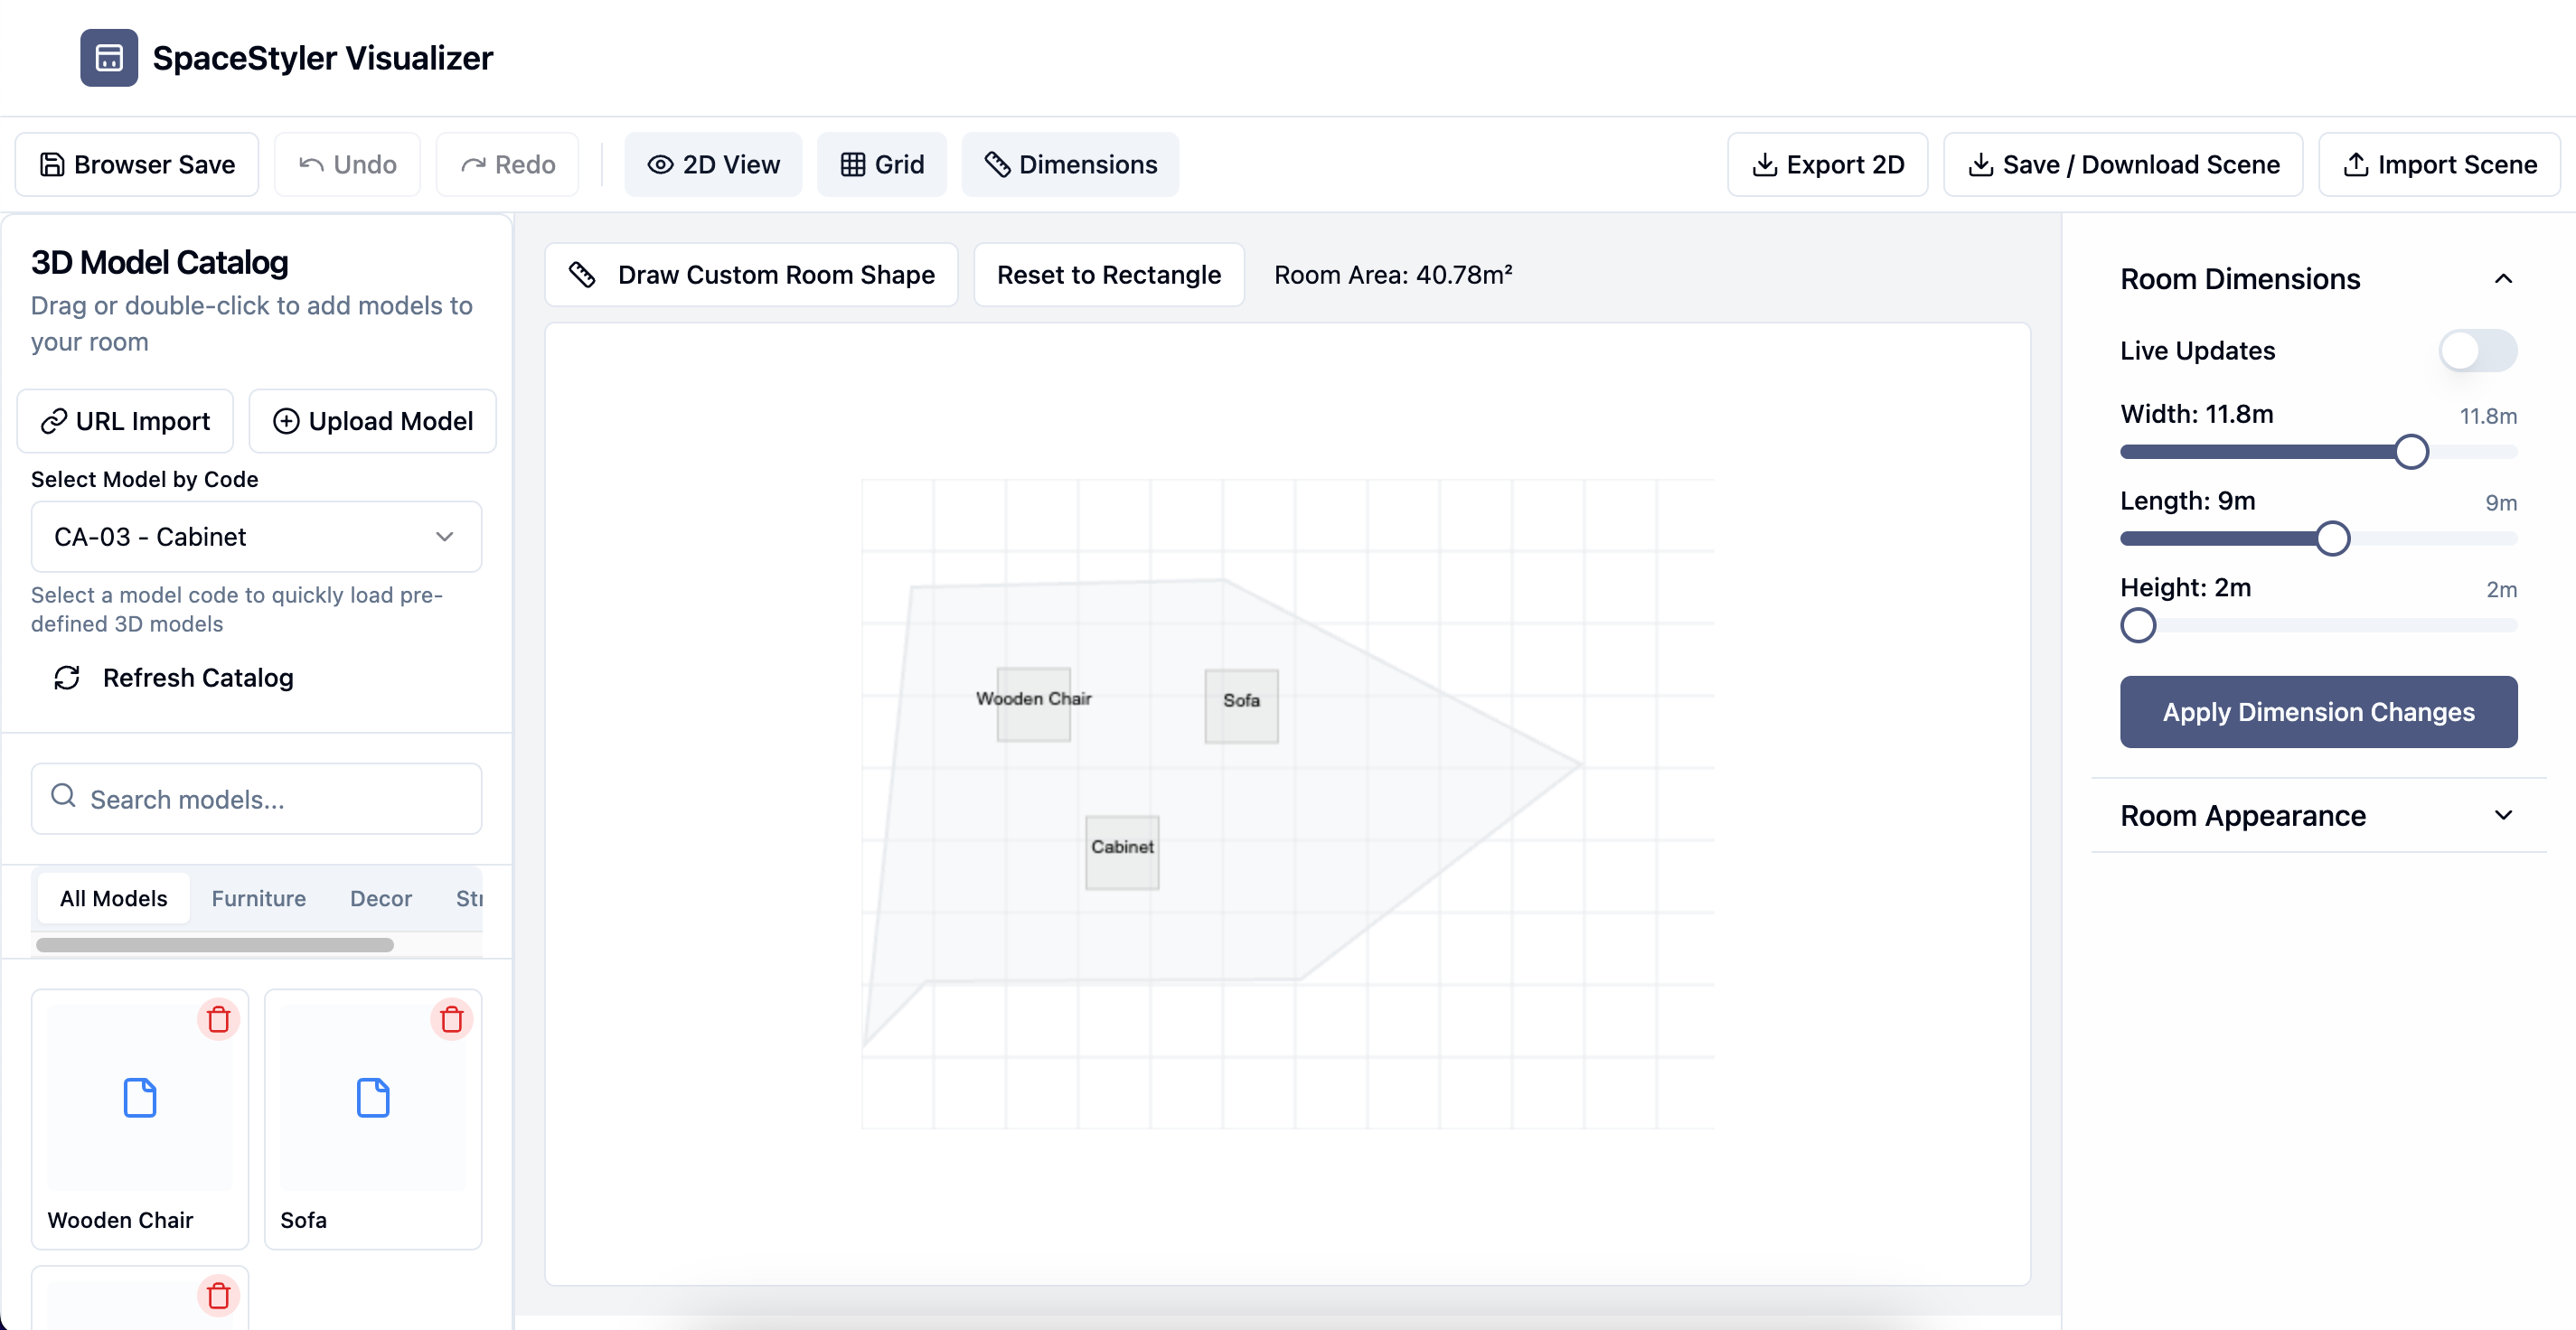 SpaceStyler Visualizer
Browser Save
Undo
Redo
2D View
Grid
Dimensions
Export 2D
Save / Download Scene
Import Scene
3D Model Catalog
Drag or double-click to add models to
your room
URL Import
Upload Model
Select Model by Code
CA-03 - Cabinet
Select a model code to quickly load pre-
defined 3D models
Refresh Catalog
Search models...
All Models
Furniture
Decor
Str
Wooden Chair
Sofa
Draw Custom Room Shape
Reset to Rectangle
Room Area: 40.78m²
Wooden Chair
Sofa
Cabinet
Room Dimensions
Live Updates
Width: 11.8m
11.8m
Length: 9m
9m
Height: 2m
2m
Apply Dimension Changes
Room Appearance